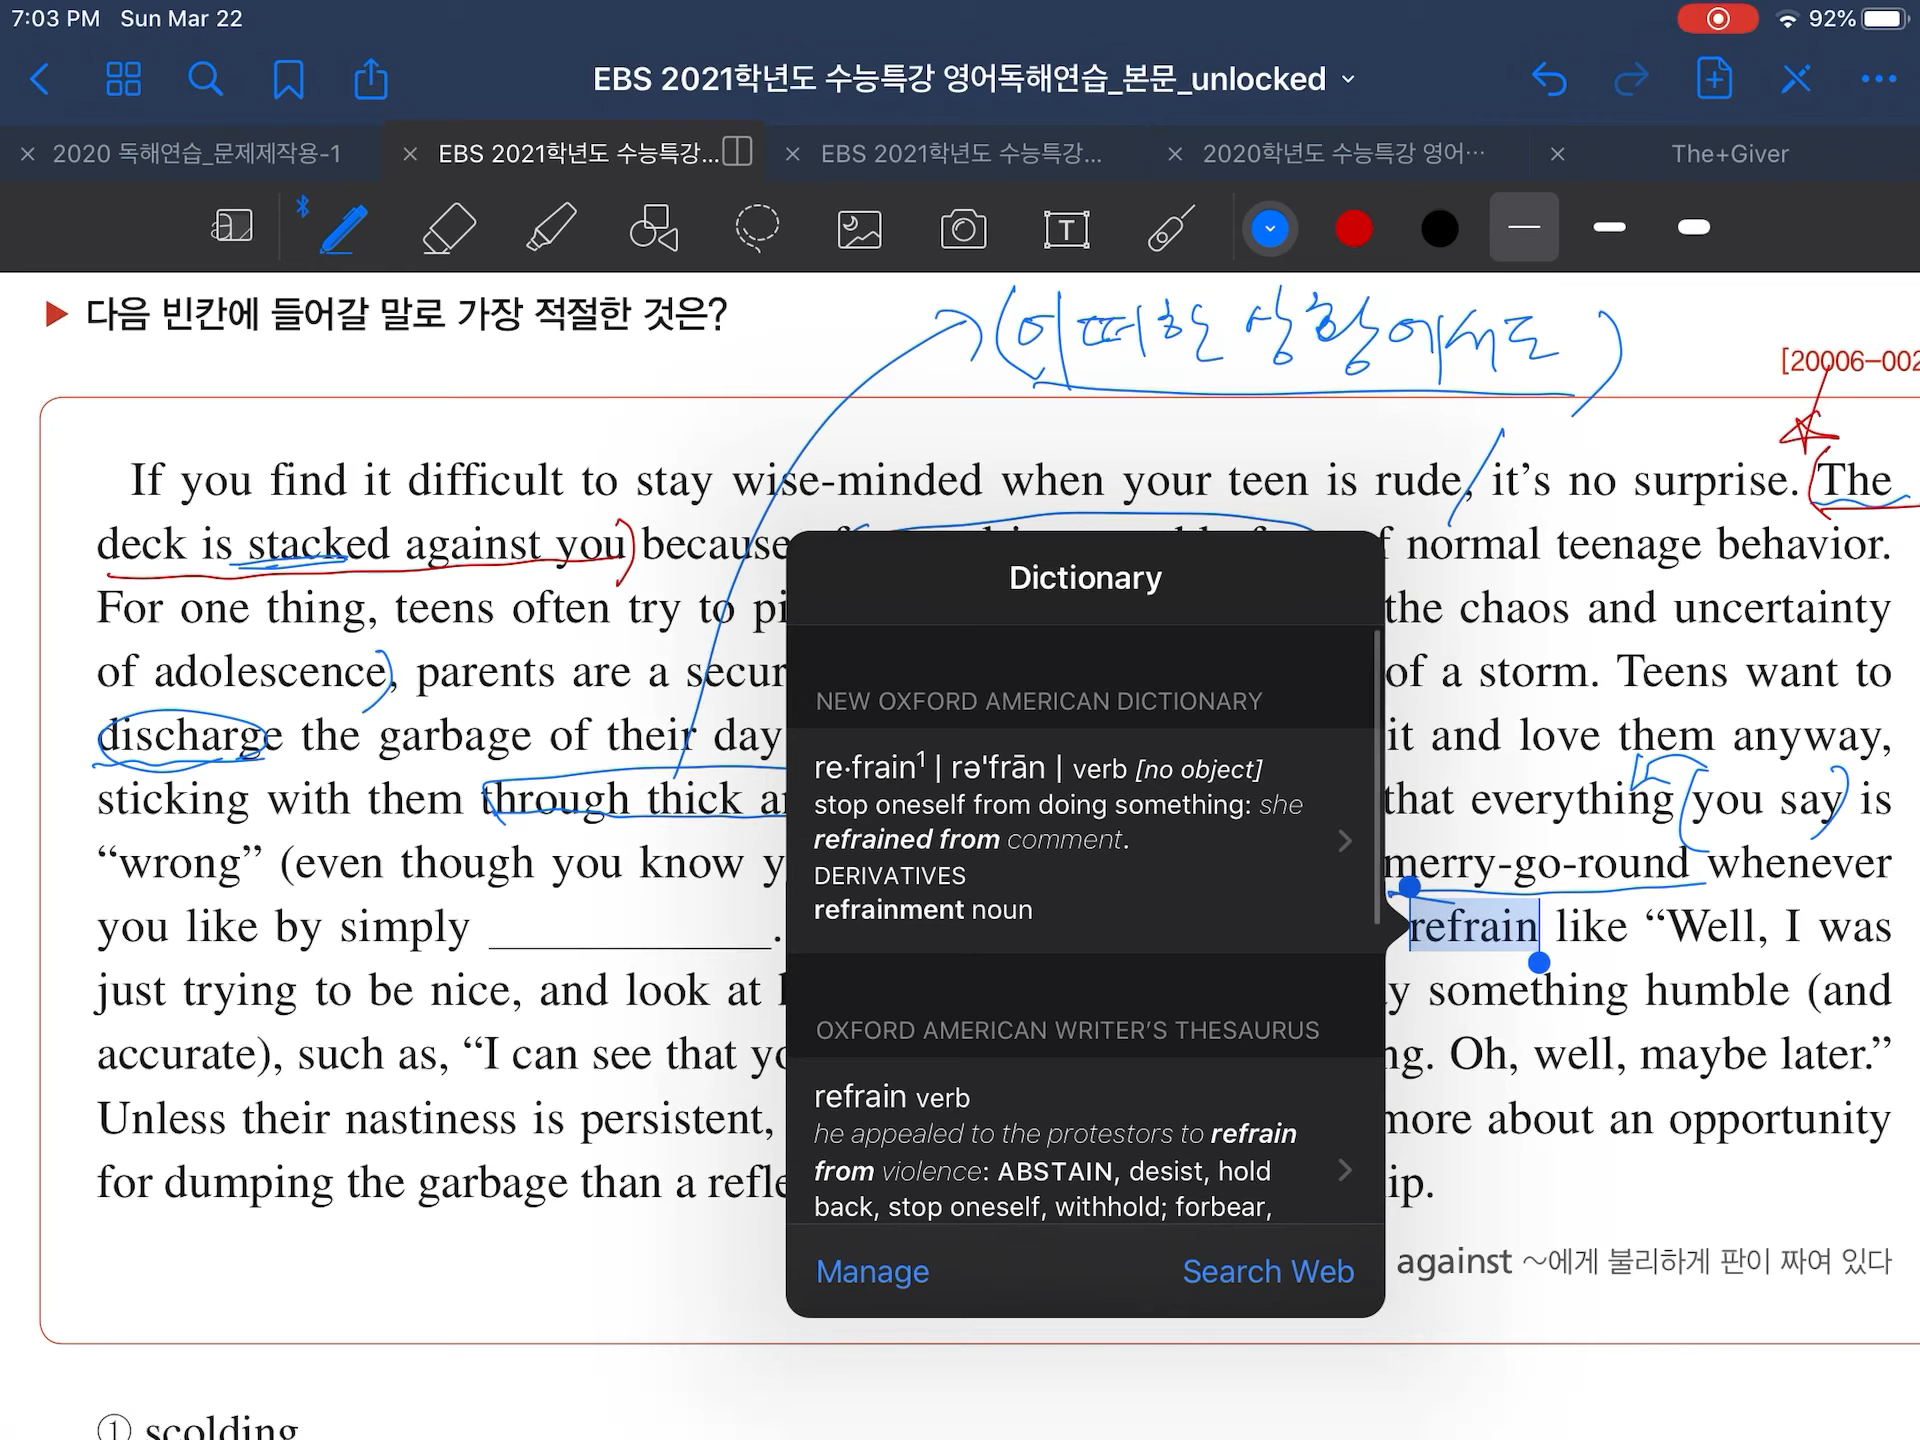 7:03 PM Sun Mar 22
92%
EBS 2021학년도 수능특강 영어독해연습_본문_unlocked
2020 독해연습_문제제작용-1
EBS 2021학년도 수능특강...
EBS 2021학년도 수능특강...
2020학년도 수능특강 영어...
The+Giver
다음 빈칸에 들어갈 말로 가장 적절한 것은?
(어떠한 상황에서도)
[20006-002
If you find it difficult to stay wise-minded when your teen is rude, it's no surprise. The
deck is stacked against you because of normal teenage behavior.
For one thing, teens often try to the chaos and uncertainty
of adolescence, parents are a of a storm. Teens want to
discharge the garbage of their day it and love them anyway,
sticking with them through thick that everything you say is
“wrong” (even though you know merry-go-round whenever
you like by simply ____________. refrain like “Well, I was
just trying to be nice, and look at something humble (and
accurate), such as, “I can see that Oh, well, maybe later.”
Unless their nastiness is persistent, more about an opportunity
for dumping the garbage than a
against ~에게 불리하게 판이 짜여 있다
① scolding
Dictionary
NEW OXFORD AMERICAN DICTIONARY
re·frain¹ | rə'frān | verb [no object]
stop oneself from doing something: she
refrained from comment.
DERIVATIVES
refrainment noun
OXFORD AMERICAN WRITER'S THESAURUS
refrain verb
he appealed to the protestors to refrain
from violence: ABSTAIN, desist, hold
back, stop oneself, withhold; forbear,
Manage
Search Web